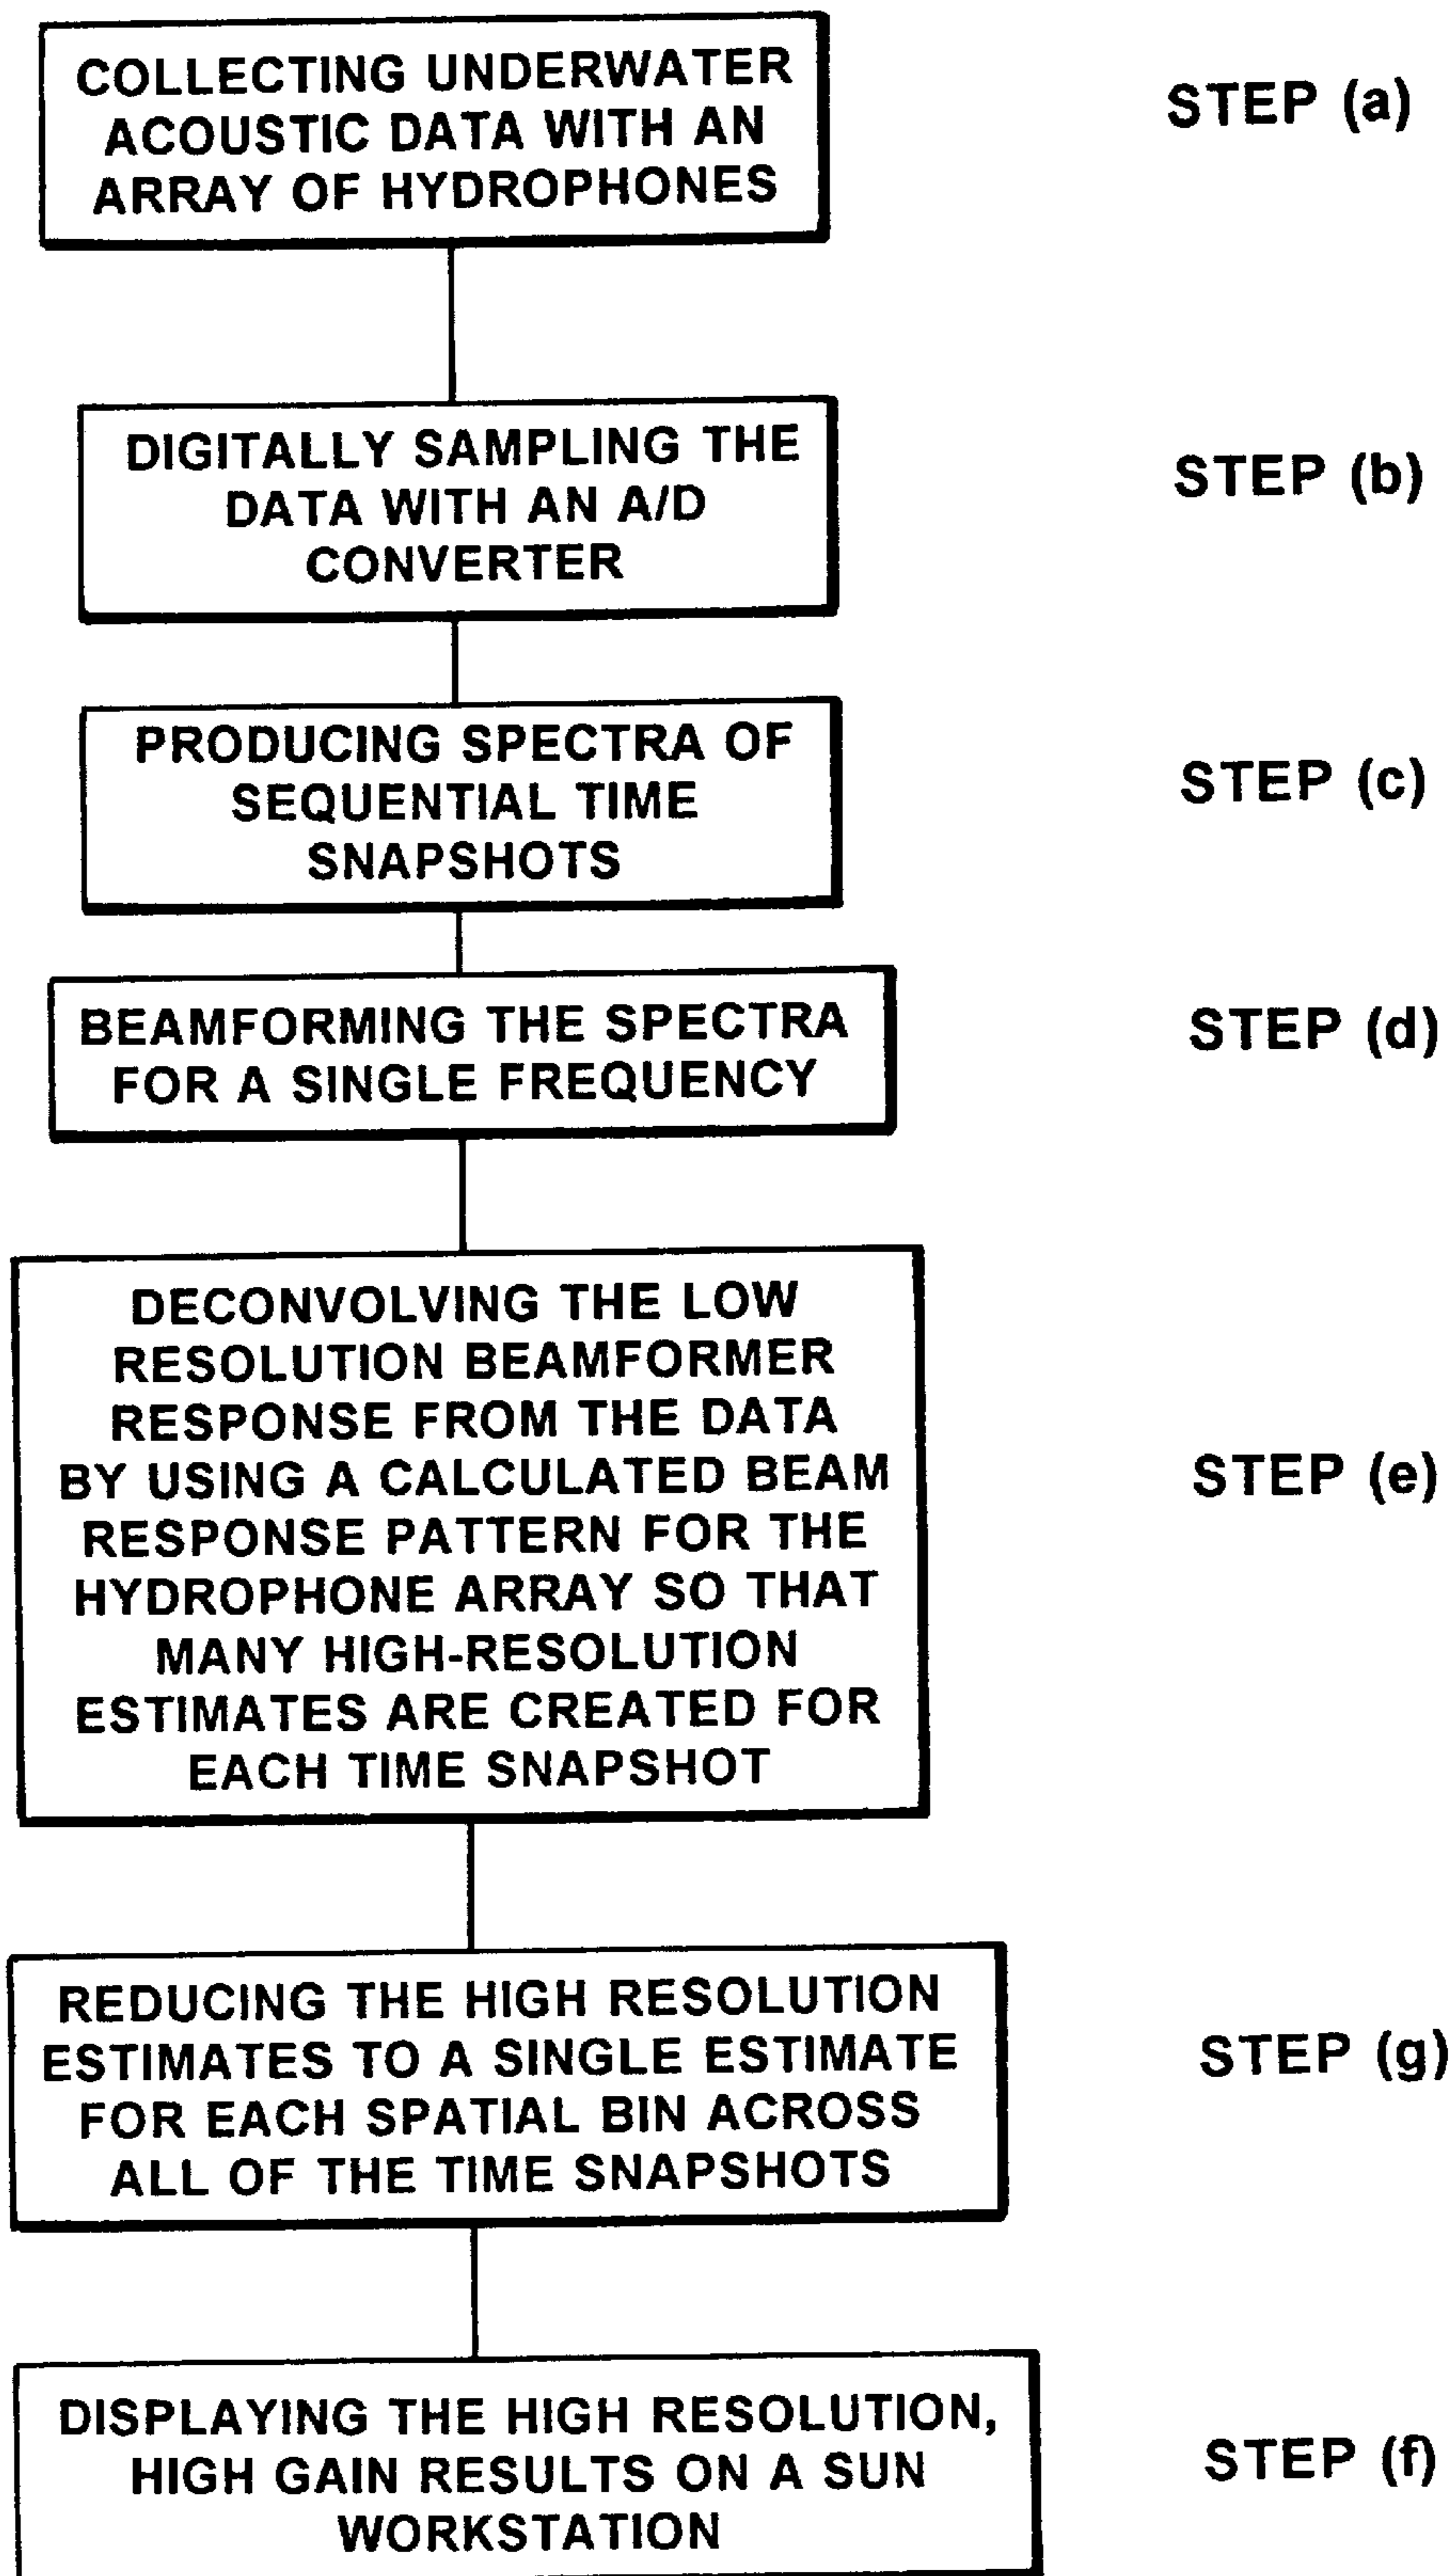 COLLECTING UNDERWATER
ACOUSTIC DATA WITH AN
ARRAY OF HYDROPHONES
STEP (a)
DIGITALLY SAMPLING THE
DATA WITH AN A/D
CONVERTER
STEP (b)
PRODUCING SPECTRA OF
SEQUENTIAL TIME
SNAPSHOTS
STEP (c)
BEAMFORMING THE SPECTRA
FOR A SINGLE FREQUENCY
STEP (d)
DECONVOLVING THE LOW
RESOLUTION BEAMFORMER
RESPONSE FROM THE DATA
BY USING A CALCULATED BEAM
RESPONSE PATTERN FOR THE
HYDROPHONE ARRAY SO THAT
MANY HIGH-RESOLUTION
ESTIMATES ARE CREATED FOR
EACH TIME SNAPSHOT
STEP (e)
REDUCING THE HIGH RESOLUTION
ESTIMATES TO A SINGLE ESTIMATE
FOR EACH SPATIAL BIN ACROSS
ALL OF THE TIME SNAPSHOTS
STEP (g)
DISPLAYING THE HIGH RESOLUTION,
HIGH GAIN RESULTS ON A SUN
WORKSTATION
STEP (f)